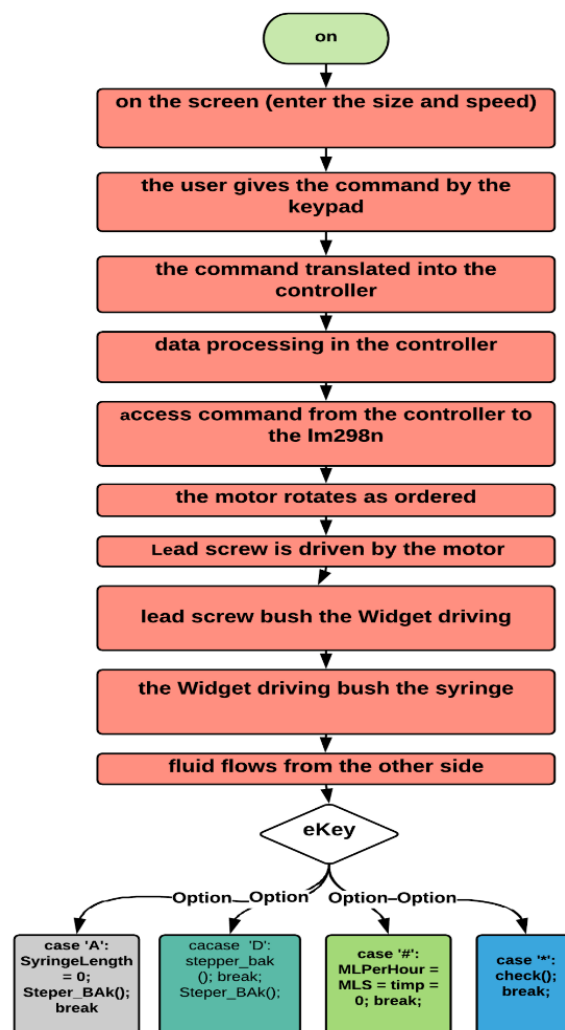 on
on the screen (enter the size and speed)
the user gives the command by the
keypad
the command translated into the
controller
data processing in the controller
access command from the controller to
the lm298n
the motor rotates as ordered
Lead screw is driven by the motor
lead screw bush the Widget driving
the Widget driving bush the syringe
fluid flows from the other side
eKey
Option Option Option Option
case 'A':
SyringeLength
= 0;
Steper_BAk();
break
cacase 'D':
stepper_bak
(); break;
Steper_BAk();
case '#':
MLPerHour =
MLS = timp =
0; break;
case '*':
check();
break;